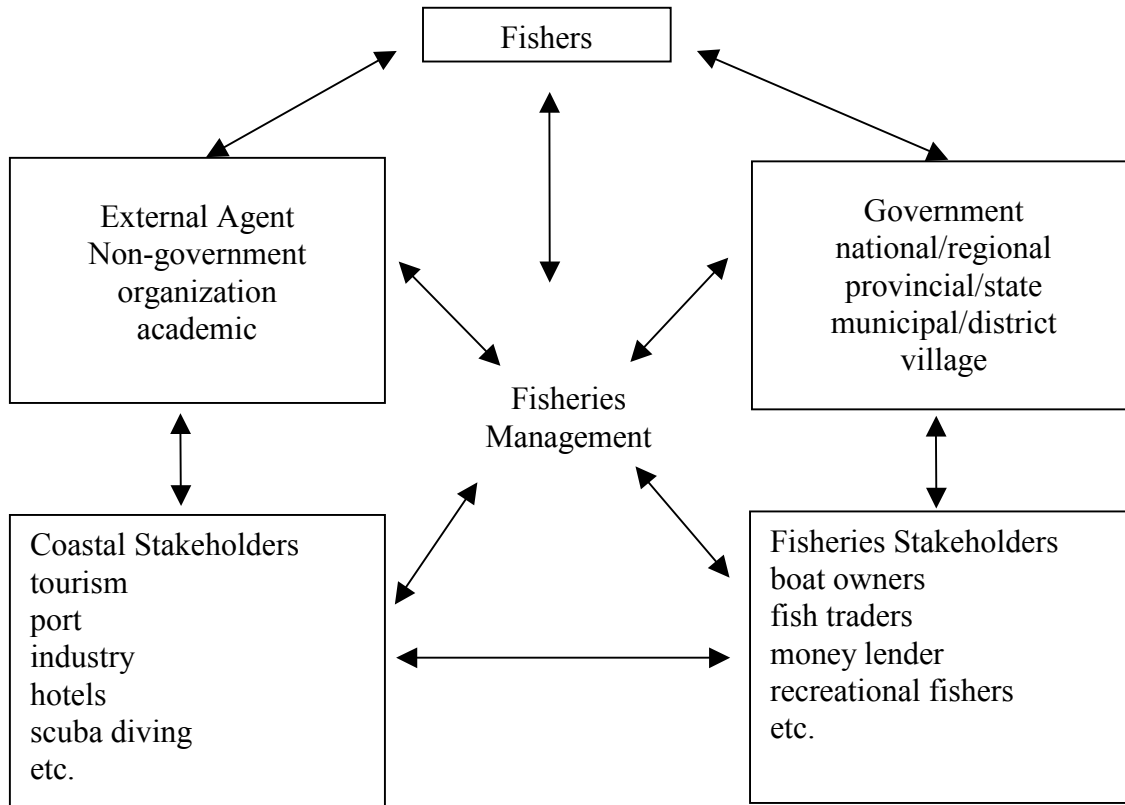 Fishers
External Agent
Non-government
organization
academic
Government
national/regional
provincial/state
municipal/district
village
Fisheries
Management
Coastal Stakeholders
tourism
port
industry
hotels
scuba diving
etc.
Fisheries Stakeholders
boat owners
fish traders
money lender
recreational fishers
etc.